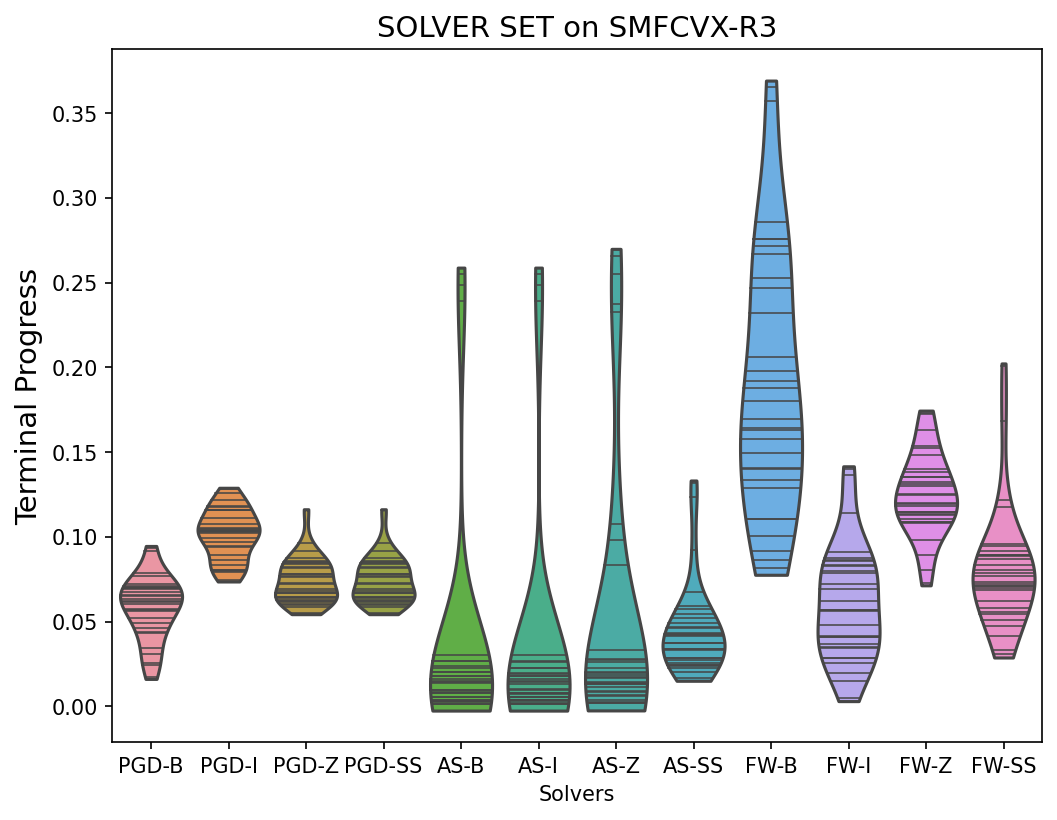 SOLVER SET on SMFCVX-R3
Terminal Progress
0.35
0.30
0.25
0.20
0.15
0.10
0.05
0.00
PGD-B PGD-I PGD-Z PGD-SS AS-B AS-I AS-Z AS-SS FW-B FW-I FW-Z FW-SS
Solvers